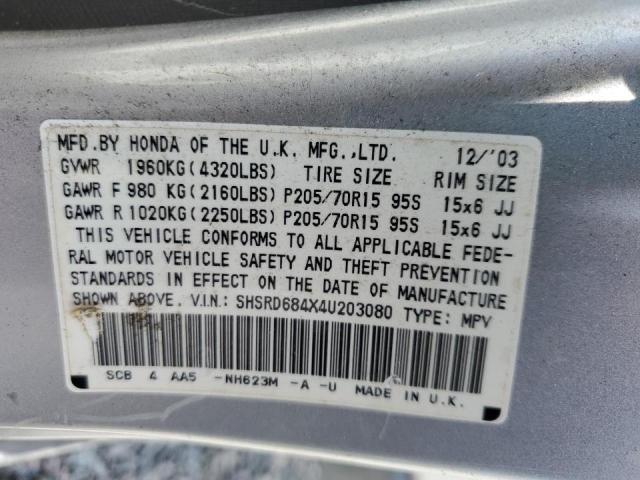 MFD. BY HONDA OF THE U.K. MFG., LTD. 12/'03
GVWR 1960KG(4320LBS) TIRE SIZE RIM SIZE
GAWR F 980 KG(2160LBS) P205/70R15 95S 15x6 JJ
GAWR R 1020KG(2250LBS) P205/70R15 95S 15x6 JJ
THIS VEHICLE CONFORMS TO ALL APPLICABLE FEDE-
RAL MOTOR VEHICLE SAFETY AND THEFT PREVENTION
STANDARDS IN EFFECT ON THE DATE OF MANUFACTURE
SHOWN ABOVE. V.I.N.: SHSRD684X4U203080 TYPE: MPV
SCB 4 AA5 -NH623M -A -U MADE IN U.K.